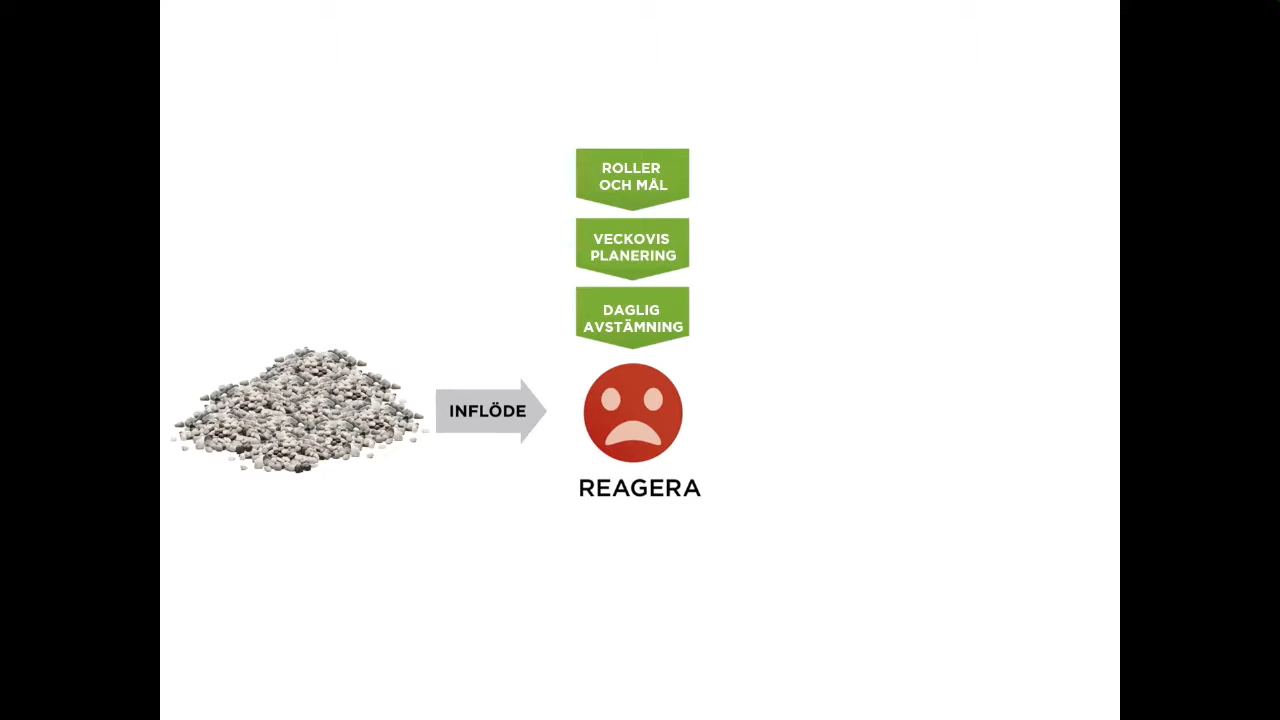 ROLLER
OCH MÅL
VECKOVIS
PLANERING
DAGLIG
AVSTÄMNING
INFLÖDE
REAGERA